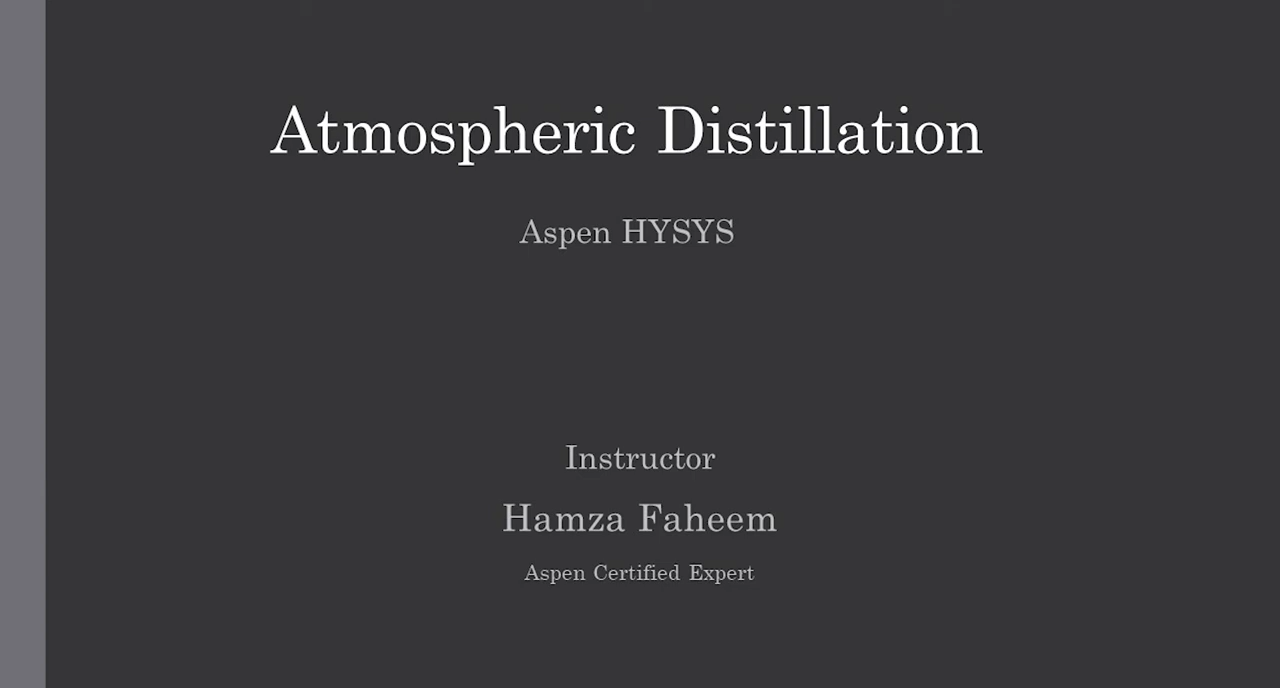 Atmospheric Distillation
Aspen HYSYS
Instructor
Hamza Faheem
Aspen Certified Expert